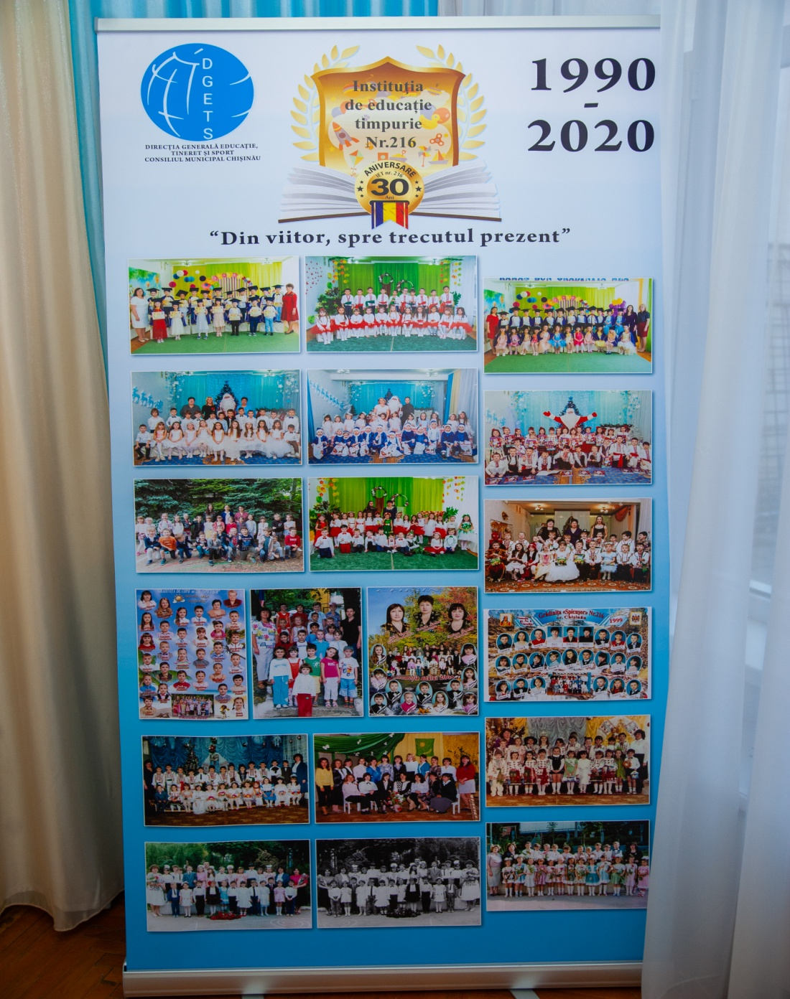 DGETS
DIRECȚIA GENERALĂ EDUCAȚIE,
TINERET ȘI SPORT
CONSILIUL MUNICIPAL CHIȘINĂU
Instituţia
de educație
timpurie
Nr.216
ANIVERSARE
IET nr. 216
30
Ani
1990
-
2020
“Din viitor, spre trecutul prezent”
Grădinița «Spicușor» Nr.216
or. Chișinău
1999